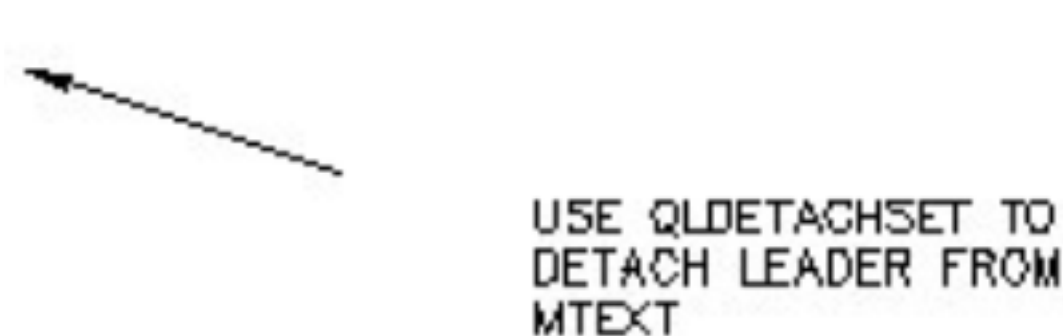 USE QLDETACHSET TO
DETACH LEADER FROM
MTEXT